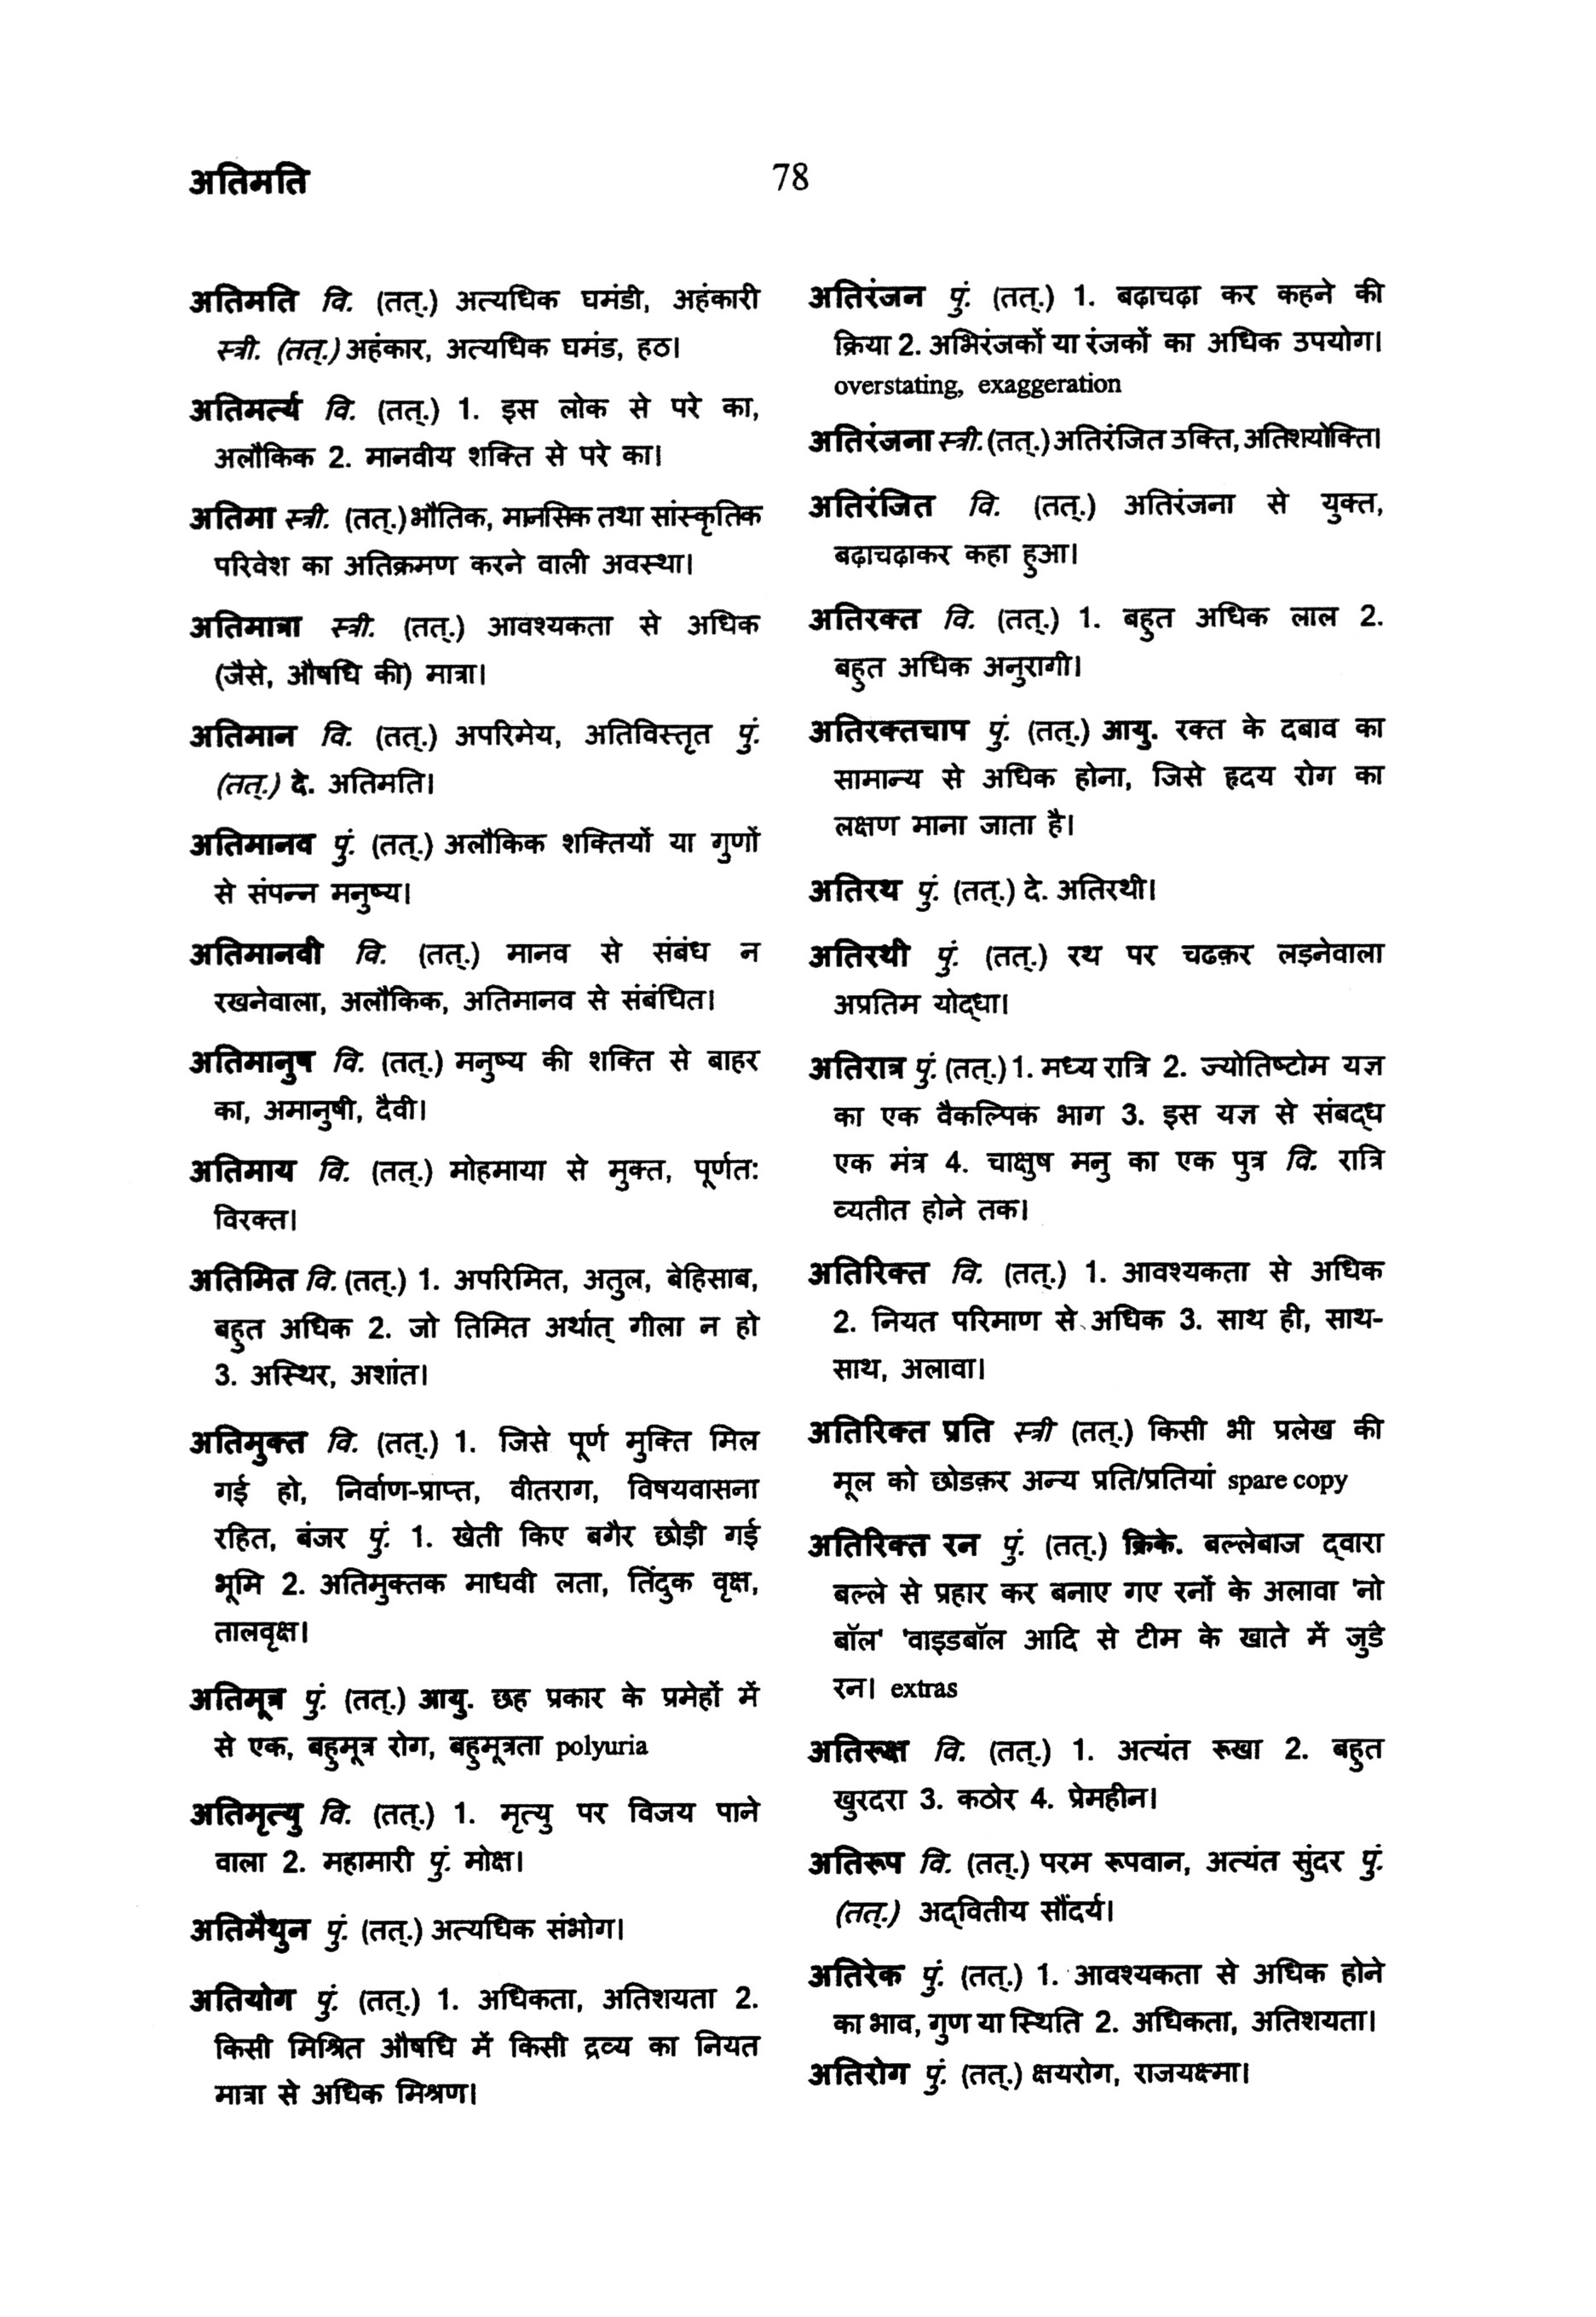 अतिमति
78
अतिमति वि. (तत्.) अत्यधिक घमंडी, अहंकारी
स्त्री. (तत्.) अहंकार, अत्यधिक घमंड, हठ।
अतिमर्त्य वि. (तत्.) 1. इस लोक से परे का,
अलौकिक 2. मानवीय शक्ति से परे का।
अतिमा स्त्री. (तत्.) भौतिक, मानसिक तथा सांस्कृतिक
परिवेश का अतिक्रमण करने वाली अवस्था।
अतिमात्रा स्त्री. (तत्.) आवश्यकता से अधिक
(जैसे, औषधि की) मात्रा।
अतिमान वि. (तत्.) अपरिमेय, अतिविस्तृत पुं.
(तत्.) दे. अतिमति।
अतिमानव पुं. (तत्.) अलौकिक शक्तियों या गुणों
से संपन्न मनुष्य।
अतिमानवी वि. (तत्.) मानव से संबंध न
रखनेवाला, अलौकिक, अतिमानव से संबंधित।
अतिमानुष वि. (तत्.) मनुष्य की शक्ति से बाहर
का, अमानुषी, दैवी।
अतिमाय वि. (तत्.) मोहमाया से मुक्त, पूर्णत:
विरक्त।
अतिमित वि. (तत्.) 1. अपरिमित, अतुल, बेहिसाब,
बहुत अधिक 2. जो तिमित अर्थात् गीला न हो
3. अस्थिर, अशांत।
अतिमुक्त वि. (तत्.) 1. जिसे पूर्ण मुक्ति मिल
गई हो, निर्वाण-प्राप्त, वीतराग, विषयवासना
रहित, बंजर पुं. 1. खेती किए बगैर छोड़ी गई
भूमि 2. अतिमुक्तक माधवी लता, तिंदुक वृक्ष,
तालवृक्ष।
अतिमूत्र पुं. (तत्.) आयु. छह प्रकार के प्रमेहों में
से एक, बहुमूत्र रोग, बहुमूत्रता polyuria
अतिमृत्यु वि. (तत्.) 1. मृत्यु पर विजय पाने
वाला 2. महामारी पुं. मोक्ष।
अतिमैथुन पुं. (तत्.) अत्यधिक संभोग।
अतियोग पुं. (तत्.) 1. अधिकता, अतिशयता 2.
किसी मिश्रित औषधि में किसी द्रव्य का नियत
मात्रा से अधिक मिश्रण।
अतिरंजन पुं. (तत्.) 1. बढ़ाचढ़ा कर कहने की
क्रिया 2. अभिरंजकों या रंजकों का अधिक उपयोग।
overstating, exaggeration
अतिरंजना स्त्री. (तत्.) अतिरंजित उक्ति, अतिशयोक्ति।
अतिरंजित वि. (तत्.) अतिरंजना से युक्त,
बढ़ाचढ़ाकर कहा हुआ।
अतिरक्त वि. (तत्.) 1. बहुत अधिक लाल 2.
बहुत अधिक अनुरागी।
अतिरक्तचाप पुं. (तत्.) आयु. रक्त के दबाव का
सामान्य से अधिक होना, जिसे हृदय रोग का
लक्षण माना जाता है।
अतिरथ पुं. (तत्.) दे. अतिरथी।
अतिरथी पुं. (तत्.) रथ पर चढक़र लड़नेवाला
अप्रतिम योद्धा।
अतिरात्र पुं. (तत्.) 1. मध्य रात्रि 2. ज्योतिष्टोम यज्ञ
का एक वैकल्पिक भाग 3. इस यज्ञ से संबद्ध
एक मंत्र 4. चाक्षुष मनु का एक पुत्र वि. रात्रि
व्यतीत होने तक।
अतिरिक्त वि. (तत्.) 1. आवश्यकता से अधिक
2. नियत परिमाण से अधिक 3. साथ ही, साथ-
साथ, अलावा।
अतिरिक्त प्रति स्त्री (तत्.) किसी भी प्रलेख की
मूल को छोडक़र अन्य प्रति/प्रतियां spare copy
अतिरिक्त रन पुं. (तत्.) क्रिके. बल्लेबाज द्वारा
बल्ले से प्रहार कर बनाए गए रनों के अलावा 'नो
बॉल' 'वाइडबॉल आदि से टीम के खाते में जुडे
रन। extras
अतिरूक्ष वि. (तत्.) 1. अत्यंत रूखा 2. बहुत
खुरदरा 3. कठोर 4. प्रेमहीन।
अतिरूप वि. (तत्.) परम रूपवान, अत्यंत सुंदर पुं.
(तत्.) अद्वितीय सौंदर्य।
अतिरेक पुं. (तत्.) 1. आवश्यकता से अधिक होने
का भाव, गुण या स्थिति 2. अधिकता, अतिशयता।
अतिरोग पुं. (तत्.) क्षयरोग, राजयक्ष्मा।